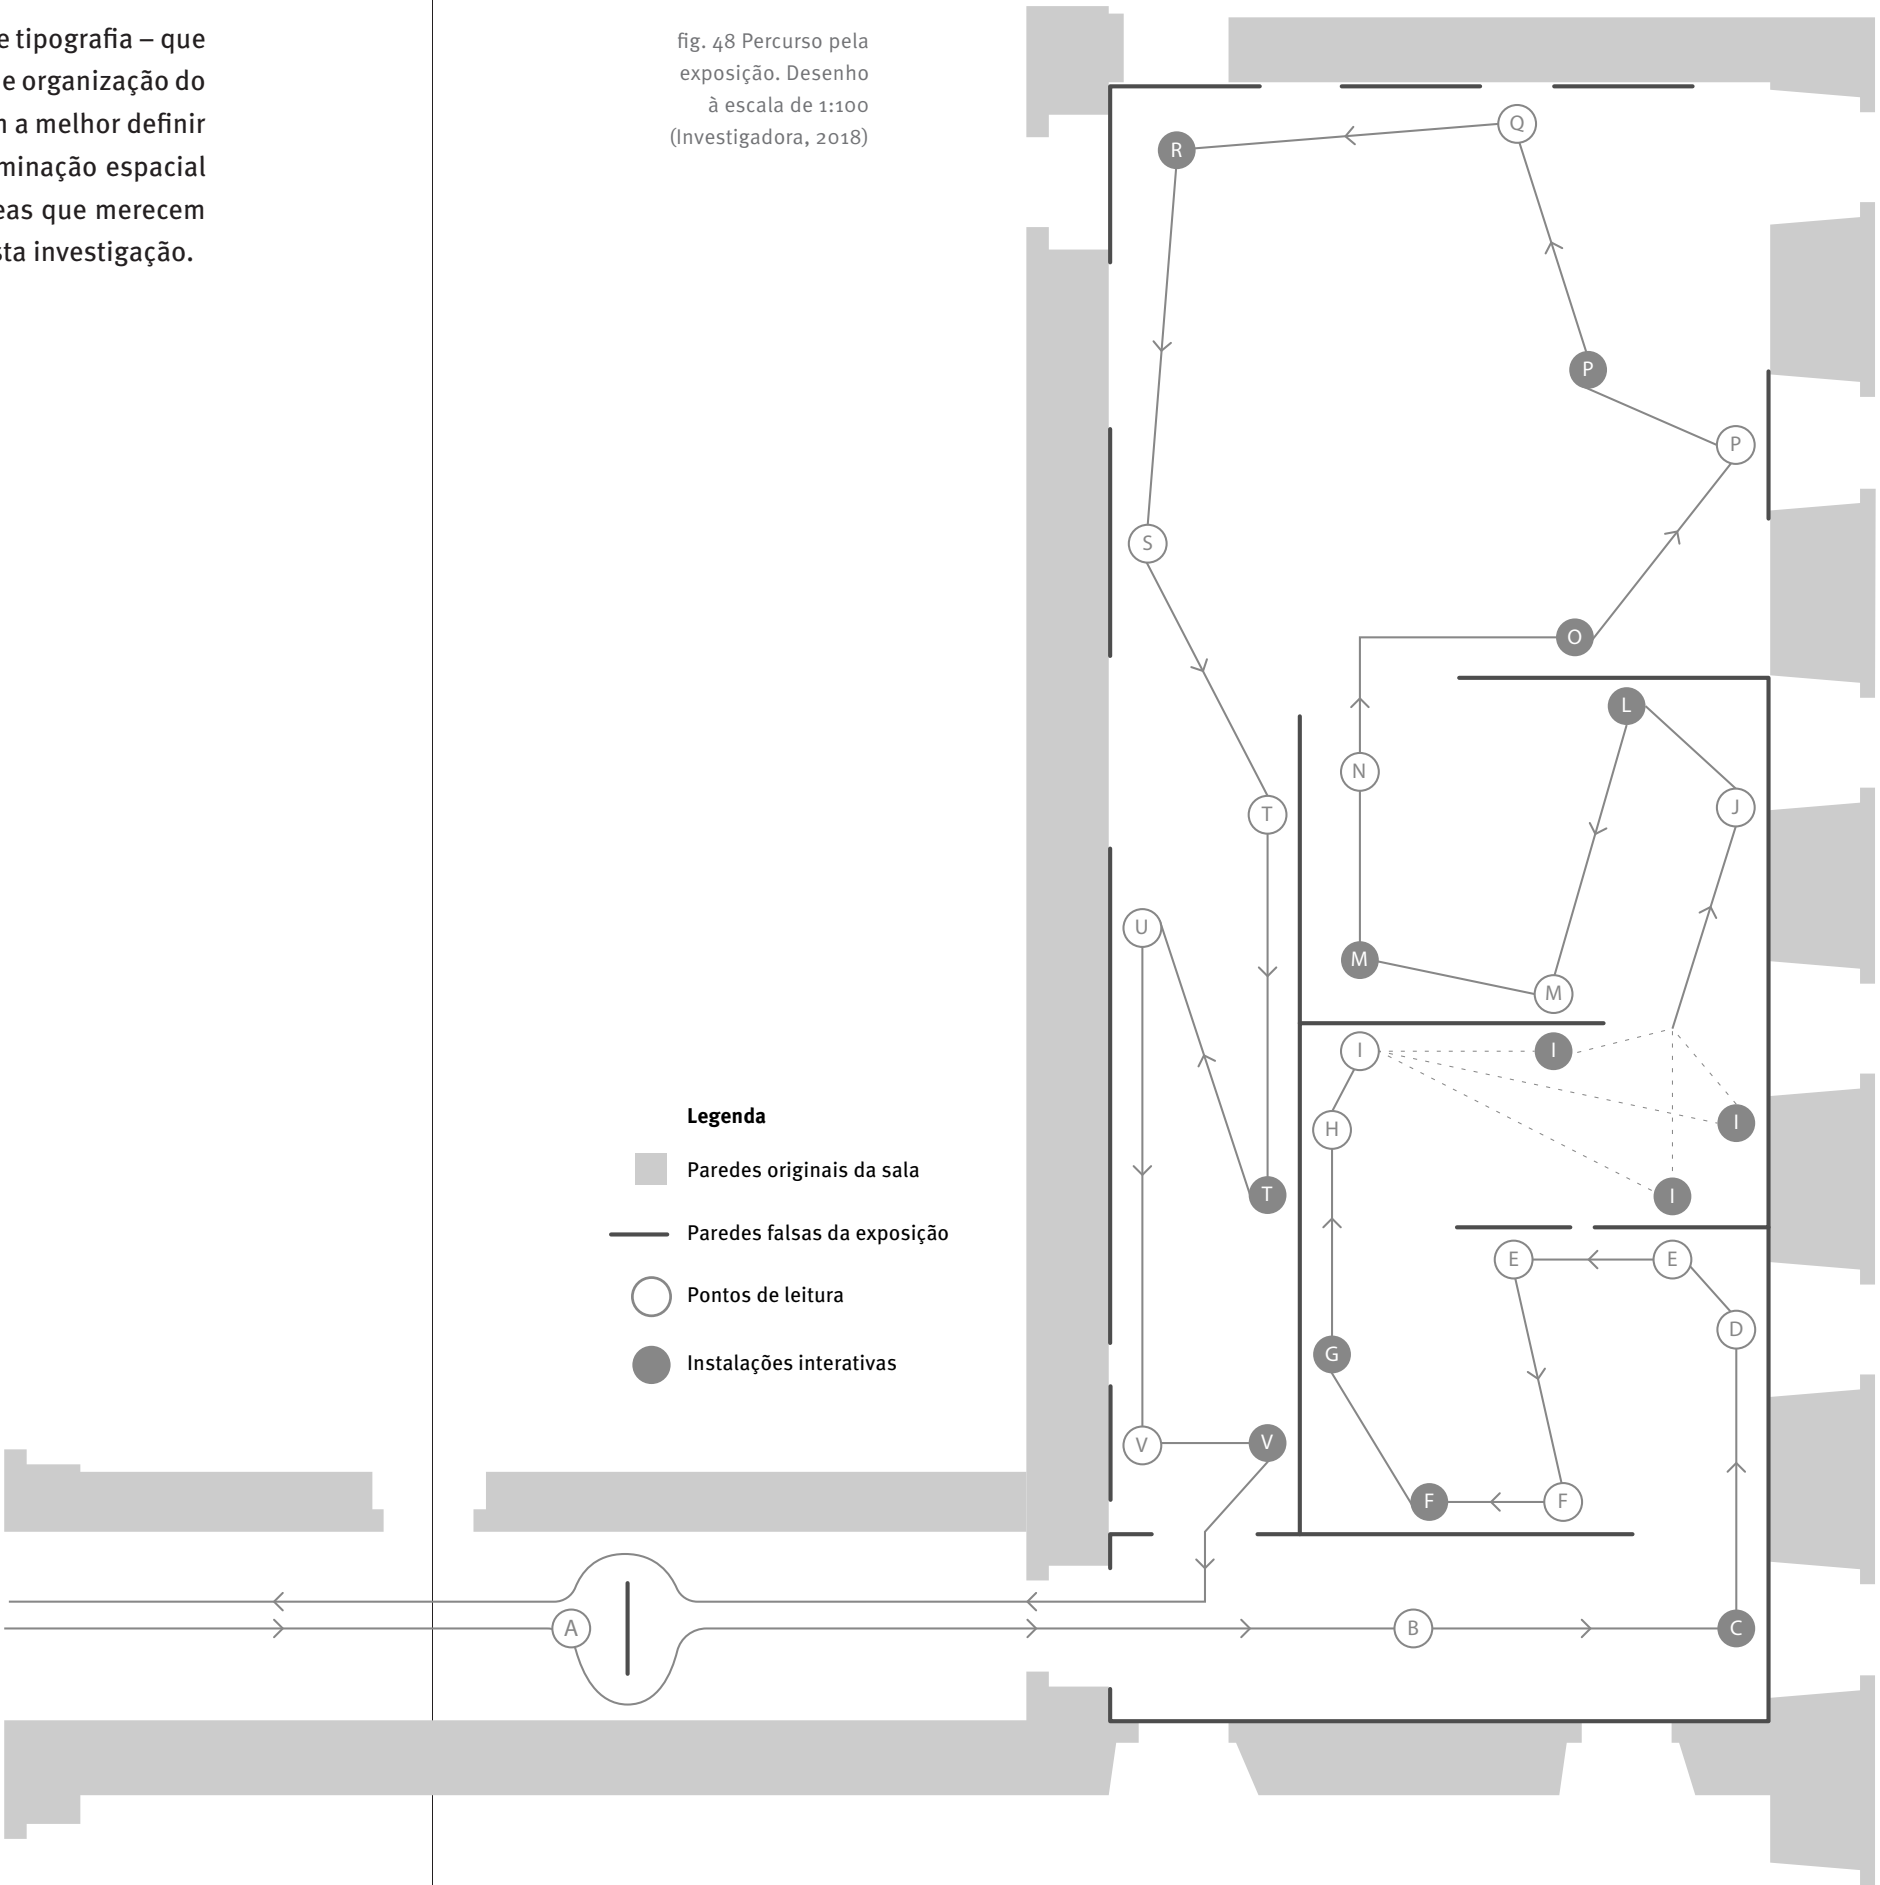 e tipografia – que
e organização do
a melhor definir
minação espacial
eas que merecem
sta investigação.
fig. 48 Percurso pela
exposição. Desenho
à escala de 1:100
(Investigadora, 2018)
Legenda
Paredes originais da sala
Paredes falsas da exposição
Pontos de leitura
Instalações interativas
A
B
C
D
E
E
F
F
G
H
I
I
I
I
J
L
M
M
N
O
P
P
Q
R
S
T
T
U
V
V